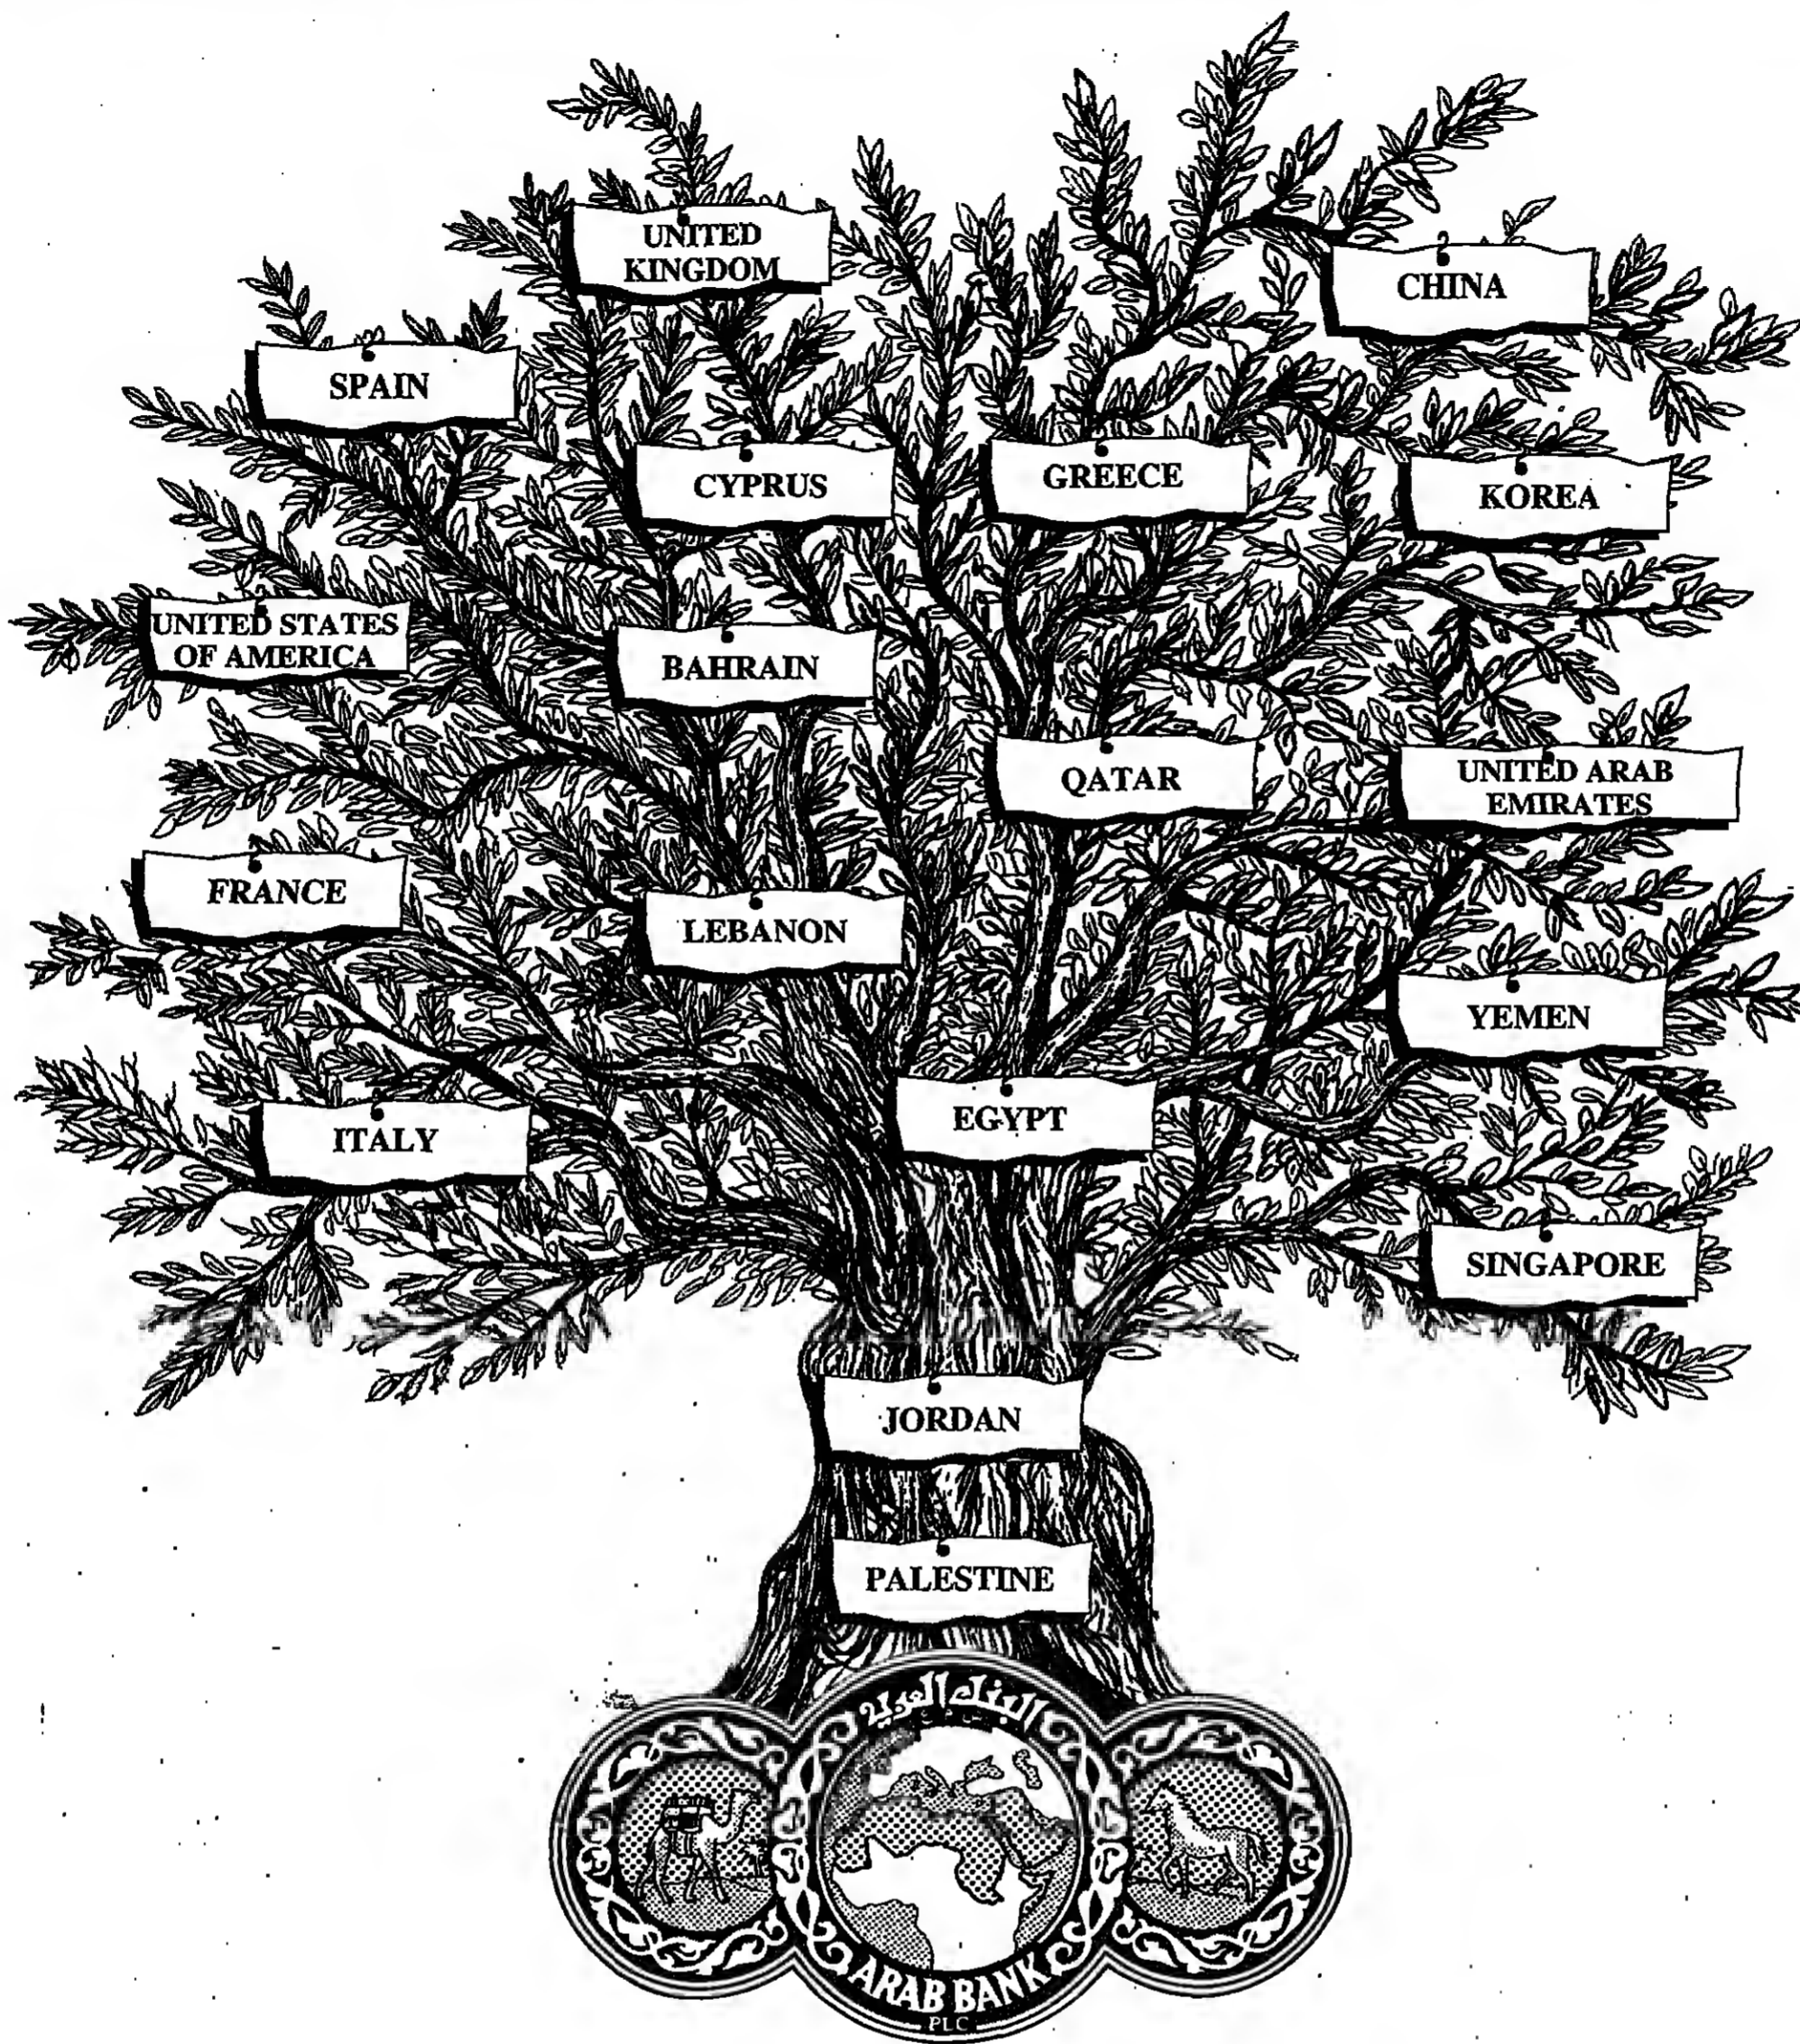 UNITED
KINGDOM
CHINA
SPAIN
CYPRUS
GREECE
KOREA
UNITED STATES
OF AMERICA
BAHRAIN
QATAR
UNITED ARAB
EMIRATES
FRANCE
LEBANON
YEMEN
EGYPT
ITALY
SINGAPORE
JORDAN
PALESTINE
البنك العربي
ARAB BANK
PLC